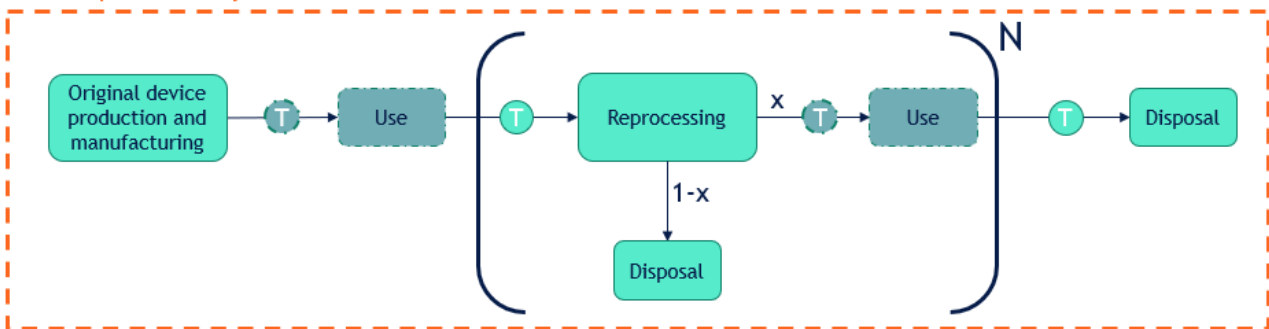 N
Original device
production and
manufacturing
T
Use
T
Reprocessing
x
T
Use
T
Disposal
1-x
Disposal